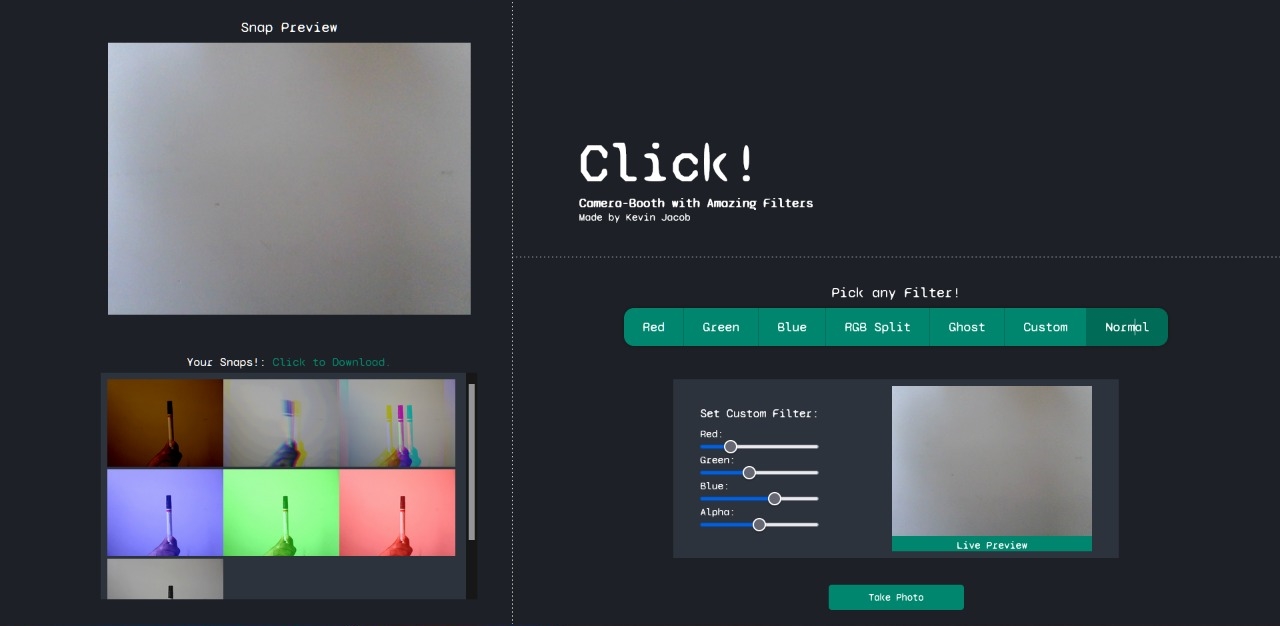 Snap Preview
Your Snaps!: Click to Download.
Click!
Camera-Booth with Amazing Filters
Made by Kevin Jacob
Pick any Filter!
Red Green Blue RGB Split Ghost Custom Normal
Set Custom Filter:
Red:
Green:
Blue:
Alpha:
Live Preview
Take Photo